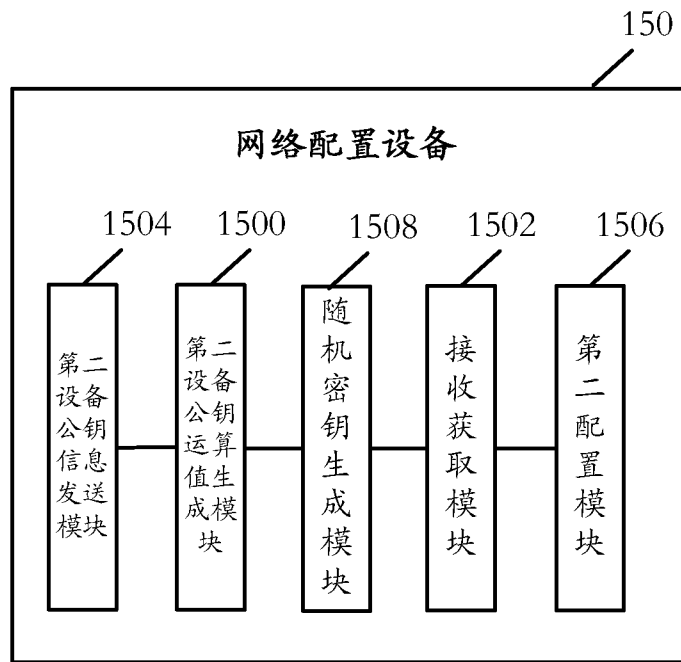 150
网络配置设备
1504
1500
1508
1502
1506
第二
设备
公钥
信息
发送
模块
第二
设备
公钥
运算
值生
成模
块
随机密钥生成模块
接收获取模块
第二配置模块